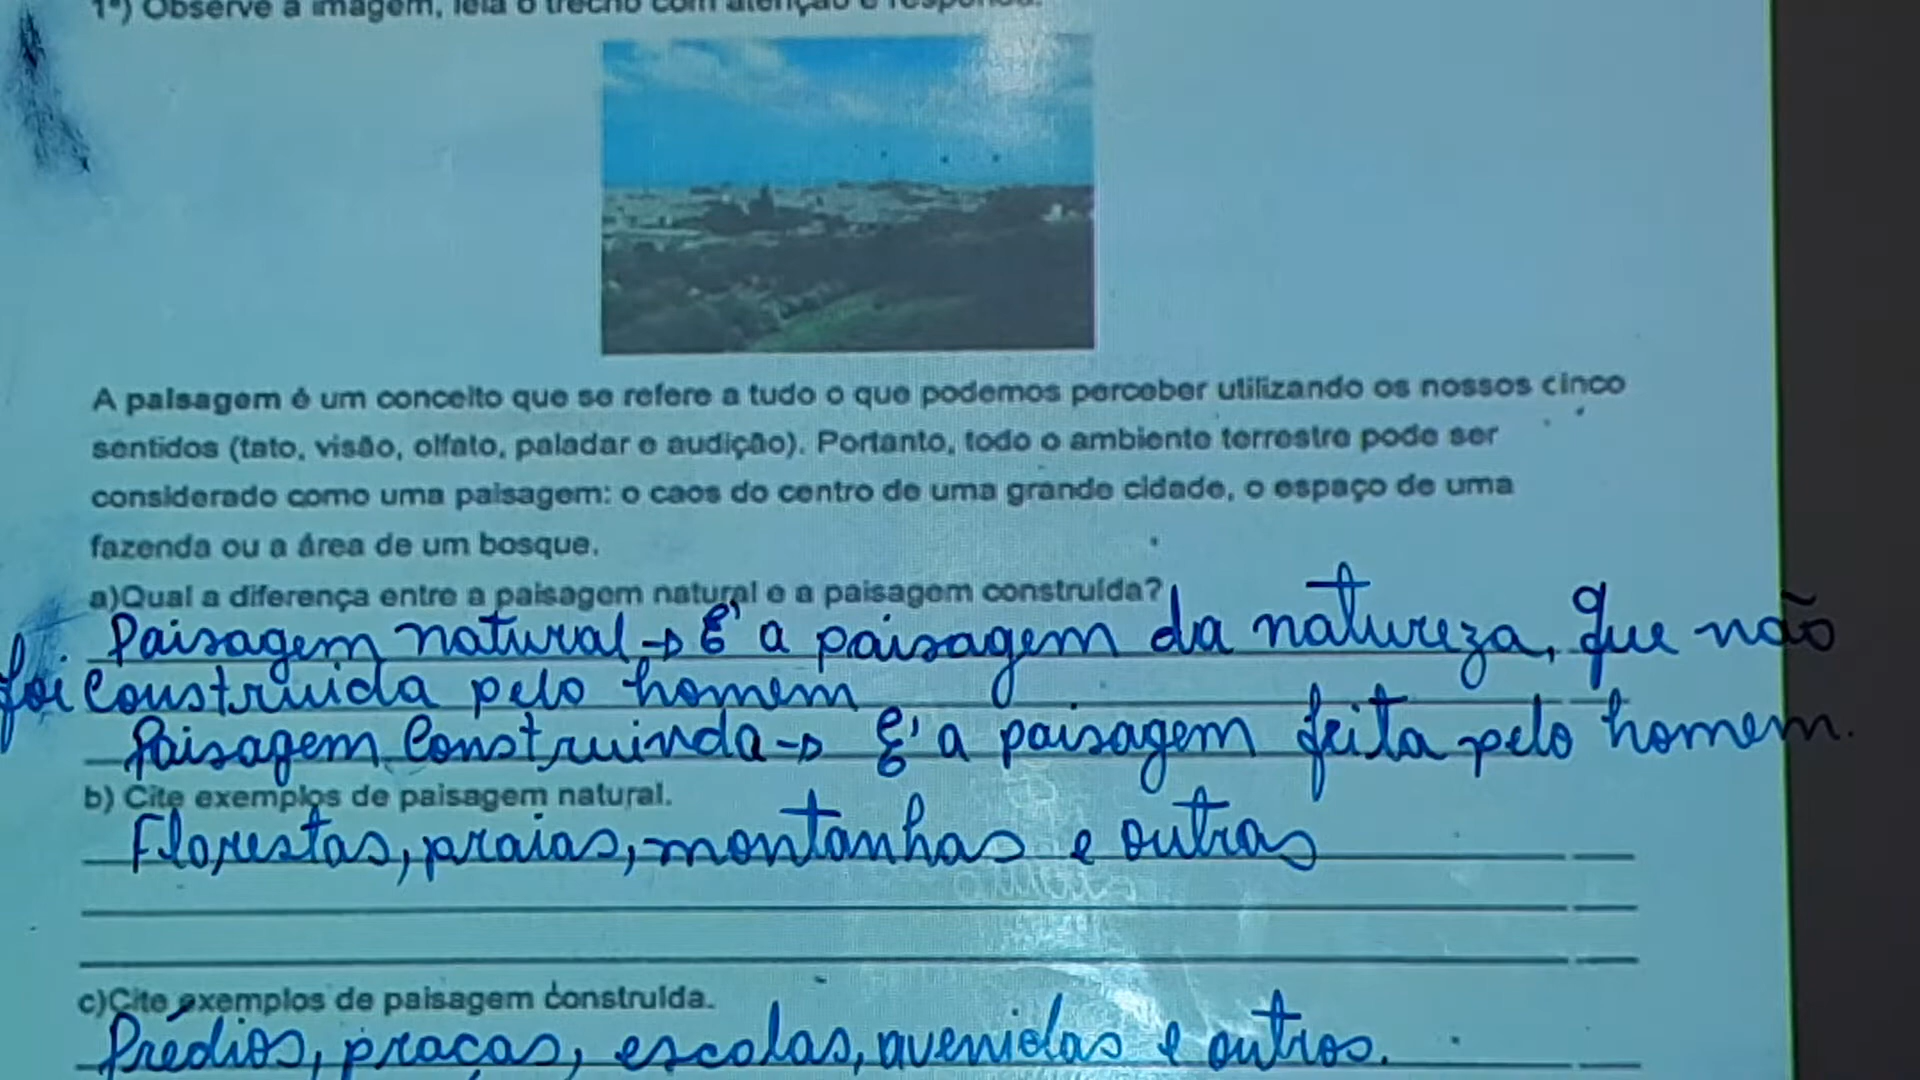 1ª) Observe a imagem, leia o trecho com atenção e responda:
A paisagem é um conceito que se refere a tudo o que podemos perceber utilizando os nossos cinco
sentidos (tato, visão, olfato, paladar e audição). Portanto, todo o ambiente terrestre pode ser
considerado como uma paisagem: o caos do centro de uma grande cidade, o espaço de uma
fazenda ou a área de um bosque.
a)Qual a diferença entre a paisagem natural e a paisagem construída?
Paisagem natural → É a paisagem da natureza, que não
foi construida pelo homem
Paisagem construinda → É a paisagem feita pelo homem.
b) Cite exemplos de paisagem natural.
Florestas, praias, montanhas e outras
c)Cite exemplos de paisagem construída.
Prédios, praças, escolas, avenidas e outros.